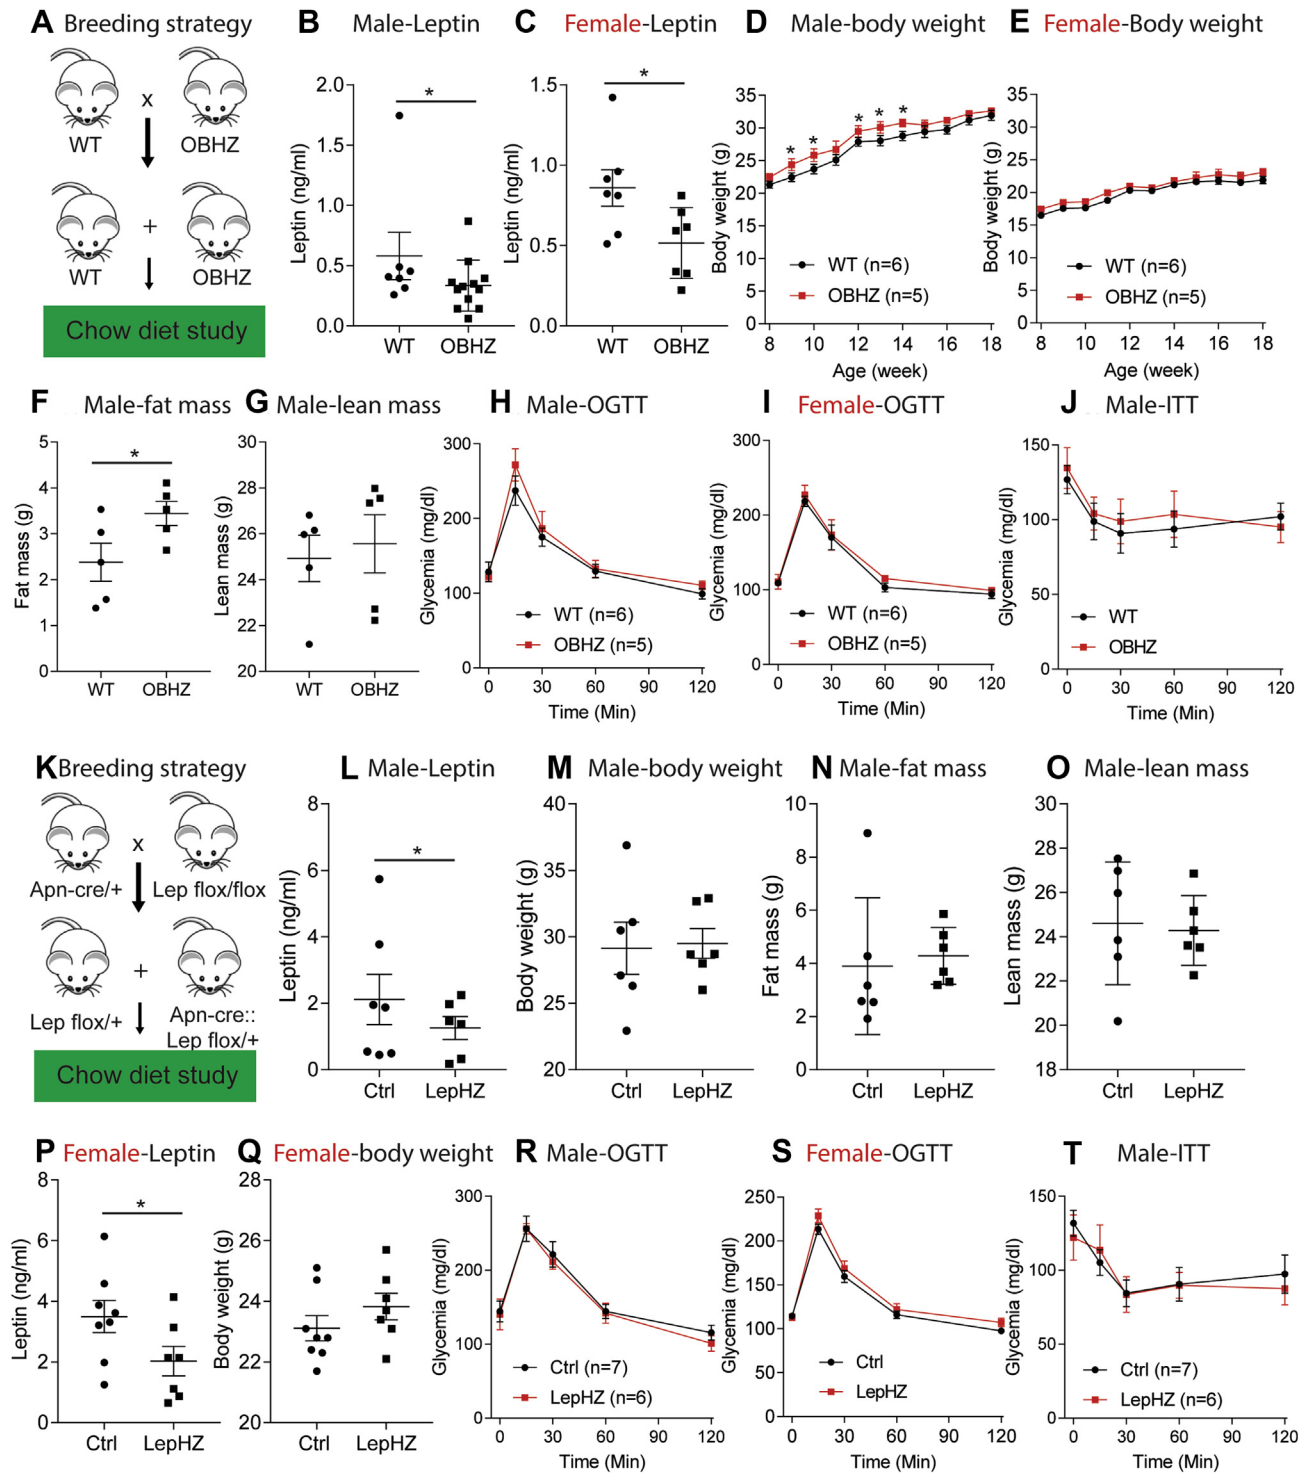 A Breeding strategy
WT
x
OBHZ
WT
+
OBHZ
Chow diet study
B Male-Leptin
Leptin (ng/ml)
2.0
1.5
1.0
0.5
0.0
*
WT OBHZ
C Female-Leptin
Leptin (ng/ml)
1.5
1.0
0.5
0.0
*
WT OBHZ
D Male-body weight
Body weight (g)
35
30
25
20
15
10
5
0
* * * * *
WT (n=6)
OBHZ (n=5)
8 10 12 14 16 18
Age (week)
E Female-Body weight
Body weight (g)
35
30
25
20
15
10
5
0
WT (n=6)
OBHZ (n=5)
8 10 12 14 16 18
Age (week)
F Male-fat mass
Fat mass (g)
5
4
3
2
1
0
*
WT OBHZ
G Male-lean mass
Lean mass (g)
30
28
26
24
22
20
WT OBHZ
H Male-OGTT
Glycemia (mg/dl)
300
200
100
0
WT (n=6)
OBHZ (n=5)
0 30 60 90 120
Time (Min)
I Female-OGTT
Glycemia (mg/dl)
300
200
100
0
WT (n=6)
OBHZ (n=5)
0 30 60 90 120
Time (Min)
J Male-ITT
Glycemia (mg/dl)
150
100
50
0
WT
OBHZ
0 30 60 90 120
Time (Min)
K Breeding strategy
x
Apn-cre/+ Lep flox/flox
+
Lep flox/+
Apn-cre::
Lep flox/+
Chow diet study
L Male-Leptin
Leptin (ng/ml)
8
6
4
2
0
*
Ctrl LepHZ
M Male-body weight
Body weight (g)
40
35
30
25
20
Ctrl LepHZ
N Male-fat mass
Fat mass (g)
10
8
6
4
2
0
Ctrl LepHZ
O Male-lean mass
Lean mass (g)
30
28
26
24
22
20
18
Ctrl LepHZ
P Female-Leptin
Leptin (ng/ml)
8
6
4
2
0
*
Ctrl LepHZ
Q Female-body weight
Body weight (g)
28
26
24
22
20
Ctrl LepHZ
R Male-OGTT
Glycemia (mg/dl)
300
200
100
0
Ctrl (n=7)
LepHZ (n=6)
0 30 60 90 120
Time (Min)
S Female-OGTT
Glycemia (mg/dl)
250
200
150
100
50
0
Ctrl
LepHZ
0 30 60 90 120
Time (Min)
T Male-ITT
Glycemia (mg/dl)
150
100
50
0
Ctrl (n=7)
LepHZ (n=6)
0 30 60 90 120
Time (Min)